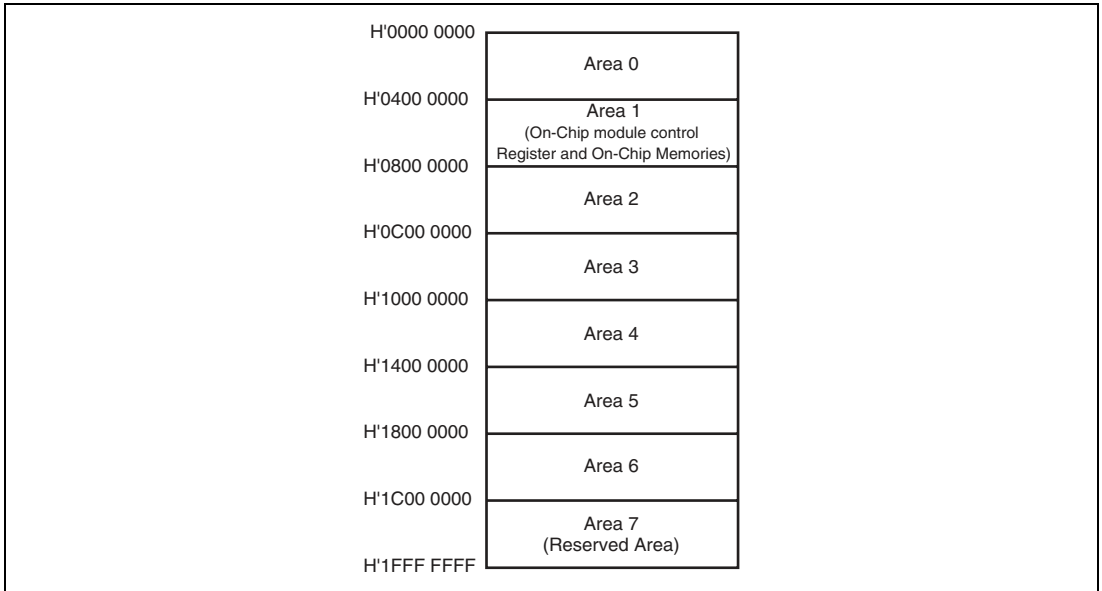 H'0000 0000
Area 0
H'0400 0000
Area 1
(On-Chip module control
Register and On-Chip Memories)
H'0800 0000
Area 2
H'0C00 0000
Area 3
H'1000 0000
Area 4
H'1400 0000
Area 5
H'1800 0000
Area 6
H'1C00 0000
Area 7
(Reserved Area)
H'1FFF FFFF